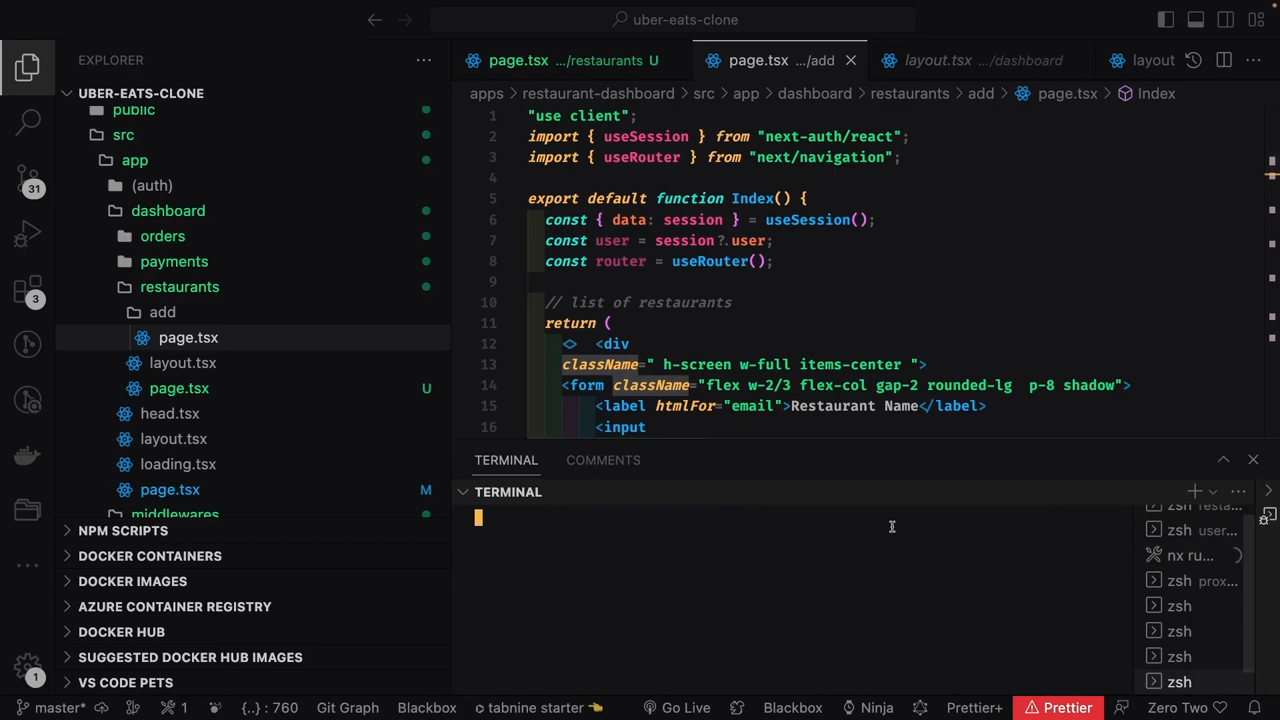 uber-eats-clone
EXPLORER
UBER-EATS-CLONE
public
src
app
(auth)
dashboard
orders
payments
restaurants
add
page.tsx
layout.tsx
page.tsx U
head.tsx
layout.tsx
loading.tsx
page.tsx M
middlewares
NPM SCRIPTS
DOCKER CONTAINERS
DOCKER IMAGES
AZURE CONTAINER REGISTRY
DOCKER HUB
SUGGESTED DOCKER HUB IMAGES
VS CODE PETS
31
3
1
page.tsx .../restaurants U
page.tsx .../add
layout.tsx .../dashboard
layout
apps > restaurant-dashboard > src > app > dashboard > restaurants > add > page.tsx > Index
1 "use client";
2 import { useSession } from "next-auth/react";
3 import { useRouter } from "next/navigation";
4
5 export default function Index() {
6 const { data: session } = useSession();
7 const user = session?.user;
8 const router = useRouter();
9
10 // list of restaurants
11 return (
12 <> <div
13 className=" h-screen w-full items-center ">
14 <form className="flex w-2/3 flex-col gap-2 rounded-lg  p-8 shadow">
15 <label htmlFor="email">Restaurant Name</label>
16 <input
TERMINAL COMMENTS
TERMINAL
zsh resta...
zsh user...
nx ru...
zsh prox...
zsh
zsh
zsh
zsh
master* 1 {..} : 760 Git Graph Blackbox tabnine starter Go Live Blackbox Ninja Prettier+ Prettier Zero Two